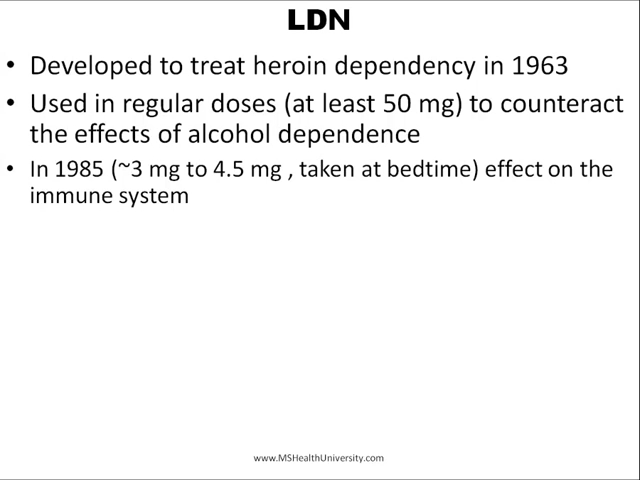 LDN
• Developed to treat heroin dependency in 1963
• Used in regular doses (at least 50 mg) to counteract
the effects of alcohol dependence
• In 1985 (~3 mg to 4.5 mg , taken at bedtime) effect on the
immune system
www.MSHealthUniversity.com